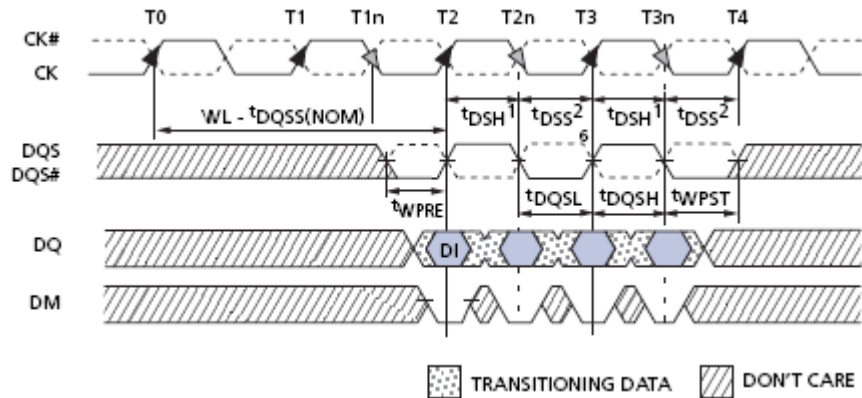 T0 T1 T1n T2 T2n T3 T3n T4
CK#
CK
WL - tDQSS(NOM)
tDSH1 tDSS2 tDSH1 tDSS2
6
DQS
DQS#
tWPRE
tDQSL tDQSH tWPST
DQ
DI
DM
TRANSITIONING DATA
DON'T CARE